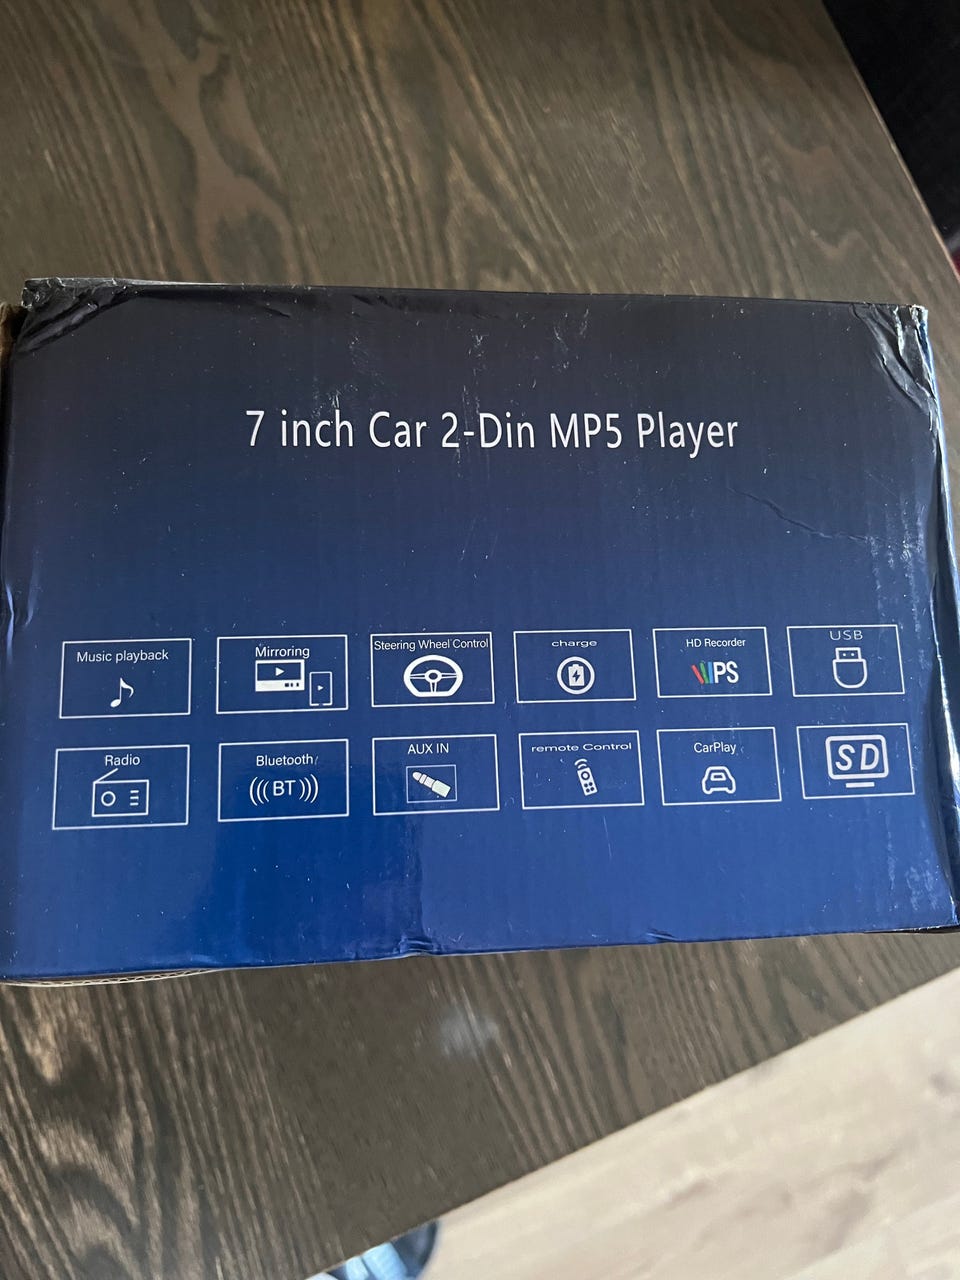 7 inch Car 2-Din MP5 Player
Music playback
Mirroring
Steering Wheel Control
charge
HD Recorder
IPS
USB
Radio
Bluetooth
BT
AUX IN
remote Control
CarPlay
SD